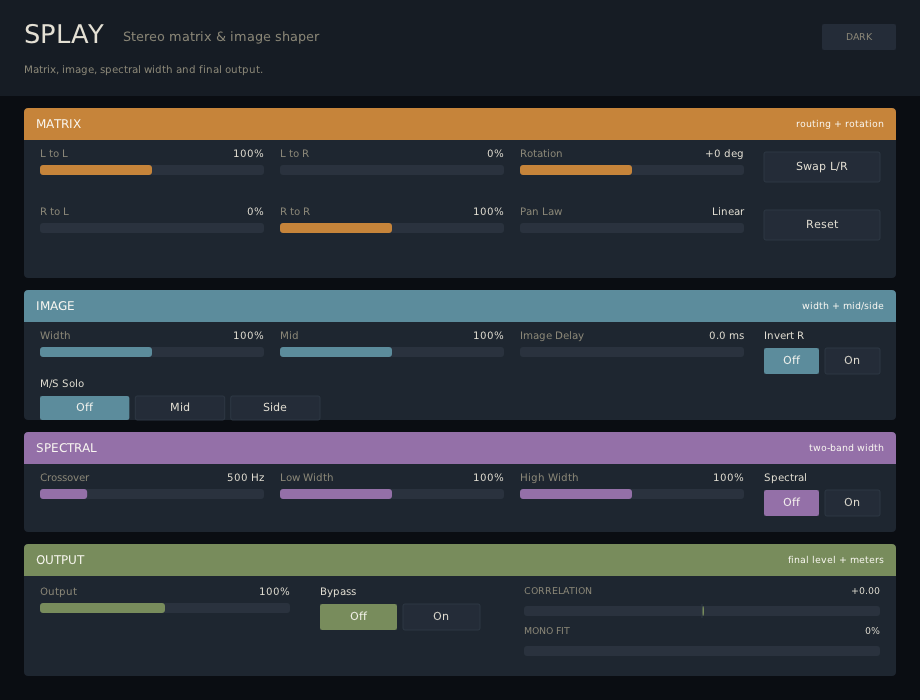 SPLAY Stereo matrix & image shaper DARK
Matrix, image, spectral width and final output.
MATRIX routing + rotation
L to L 100% L to R 0% Rotation +0 deg Swap L/R
R to L 0% R to R 100% Pan Law Linear Reset
IMAGE width + mid/side
Width 100% Mid 100% Image Delay 0.0 ms Invert R
Off On
M/S Solo
Off Mid Side
SPECTRAL two-band width
Crossover 500 Hz Low Width 100% High Width 100% Spectral
Off On
OUTPUT final level + meters
Output 100% Bypass CORRELATION +0.00
Off On
MONO FIT 0%